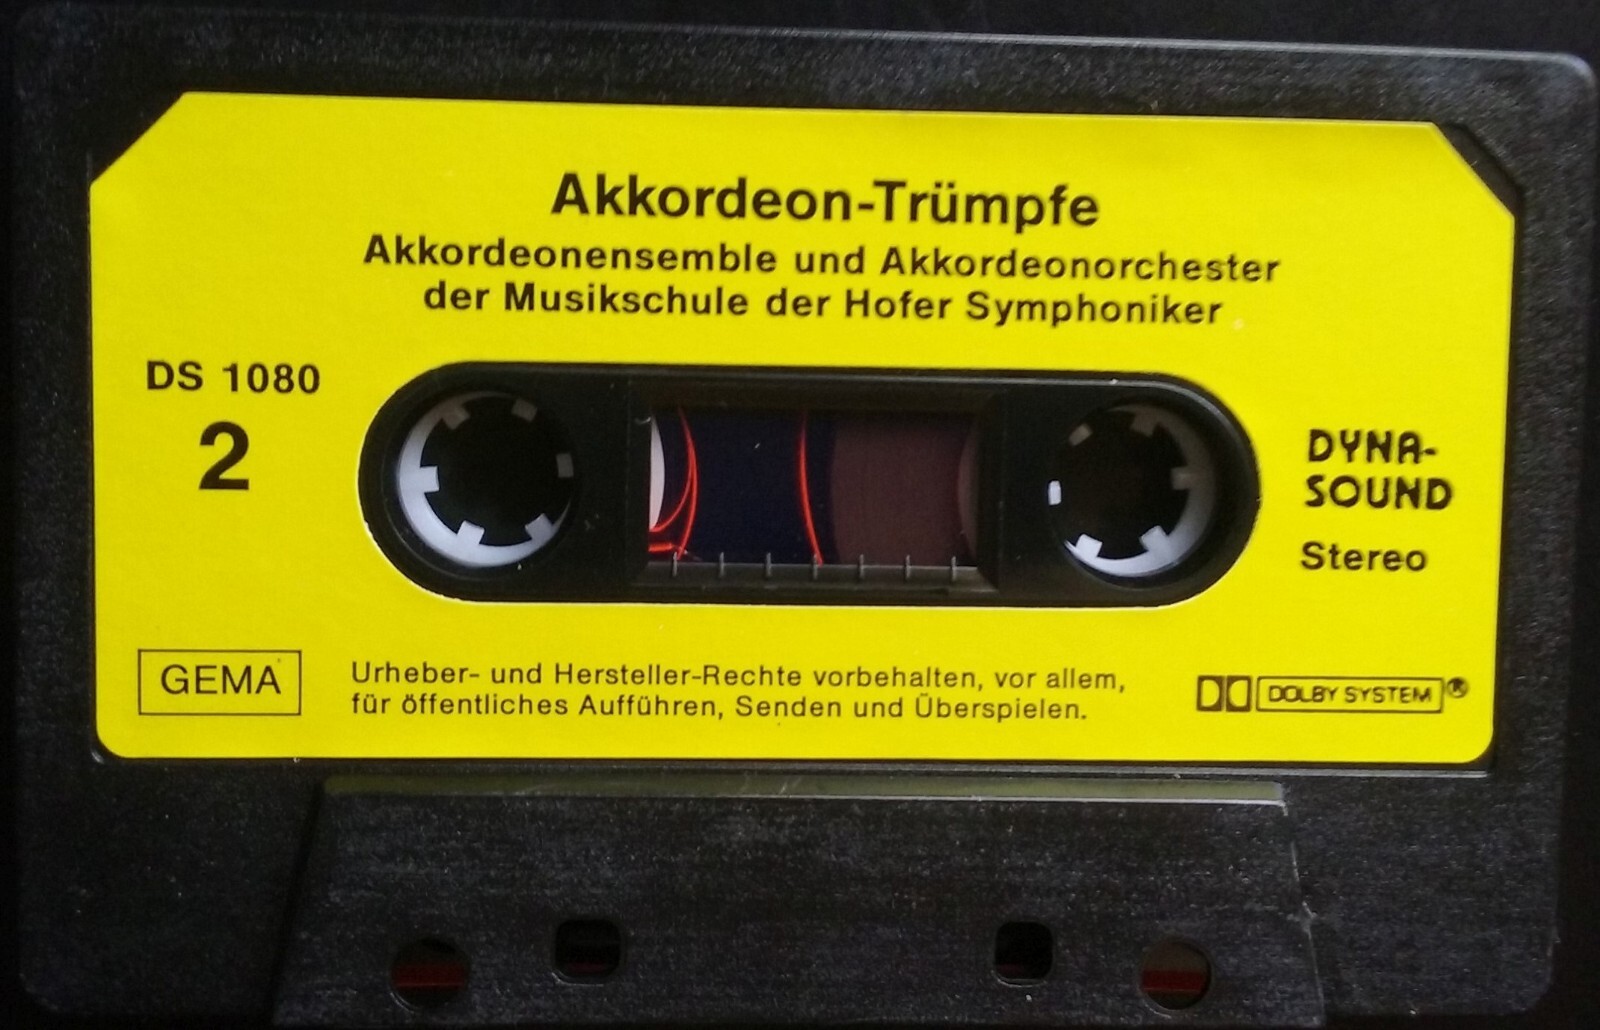 Akkordeon-Trümpfe
Akkordeonensemble und Akkordeonorchester
der Musikschule der Hofer Symphoniker
DS 1080
2
DYNA-
SOUND
Stereo
GEMA
Urheber- und Hersteller-Rechte vorbehalten, vor allem,
für öffentliches Aufführen, Senden und Überspielen.
DOLBY SYSTEM®